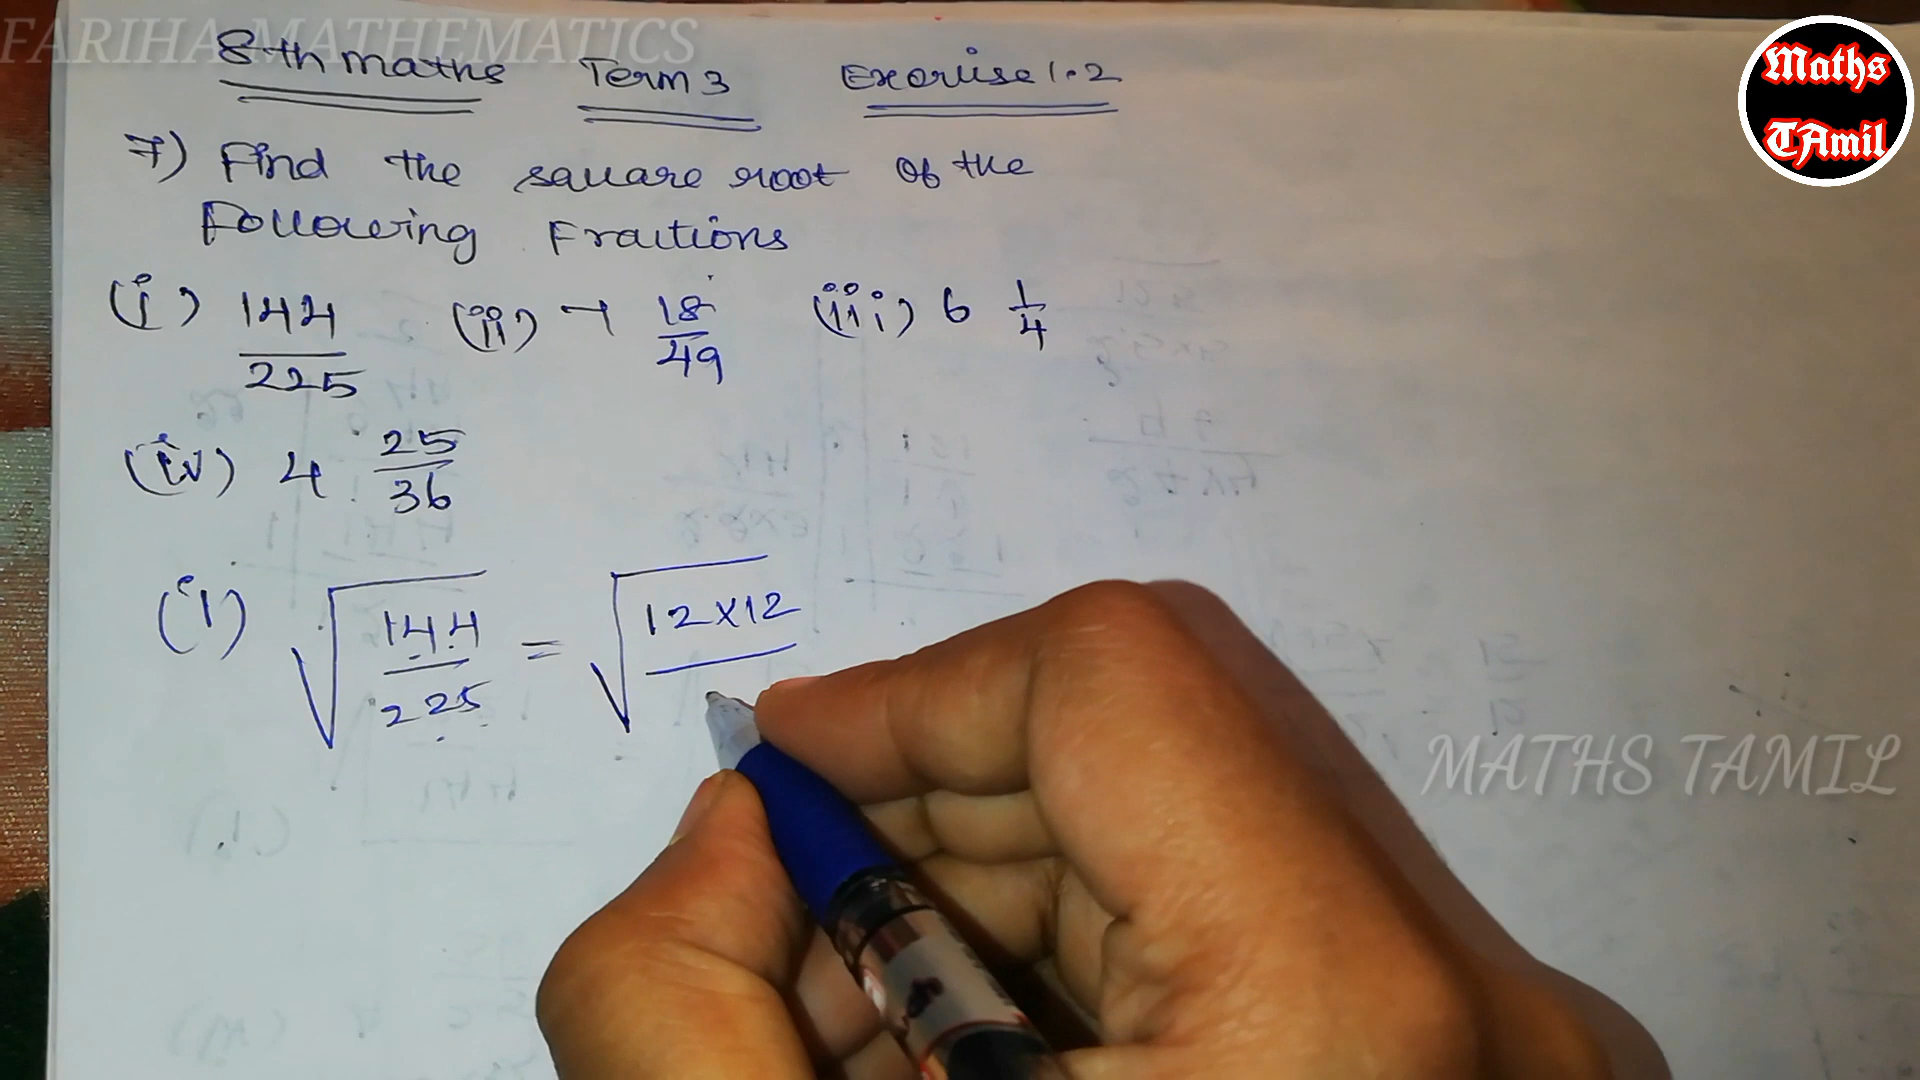 FARIHA MATHEMATICS
8th maths Term 3 Exercise 1.2
Maths
TAmil
7) Find the square root of the
Following Fractions
(i) 144/225 (ii) 7 18/49 (iii) 6 1/4
(iv) 4 25/36
(i) √144/225 = √12×12
MATHS TAMIL